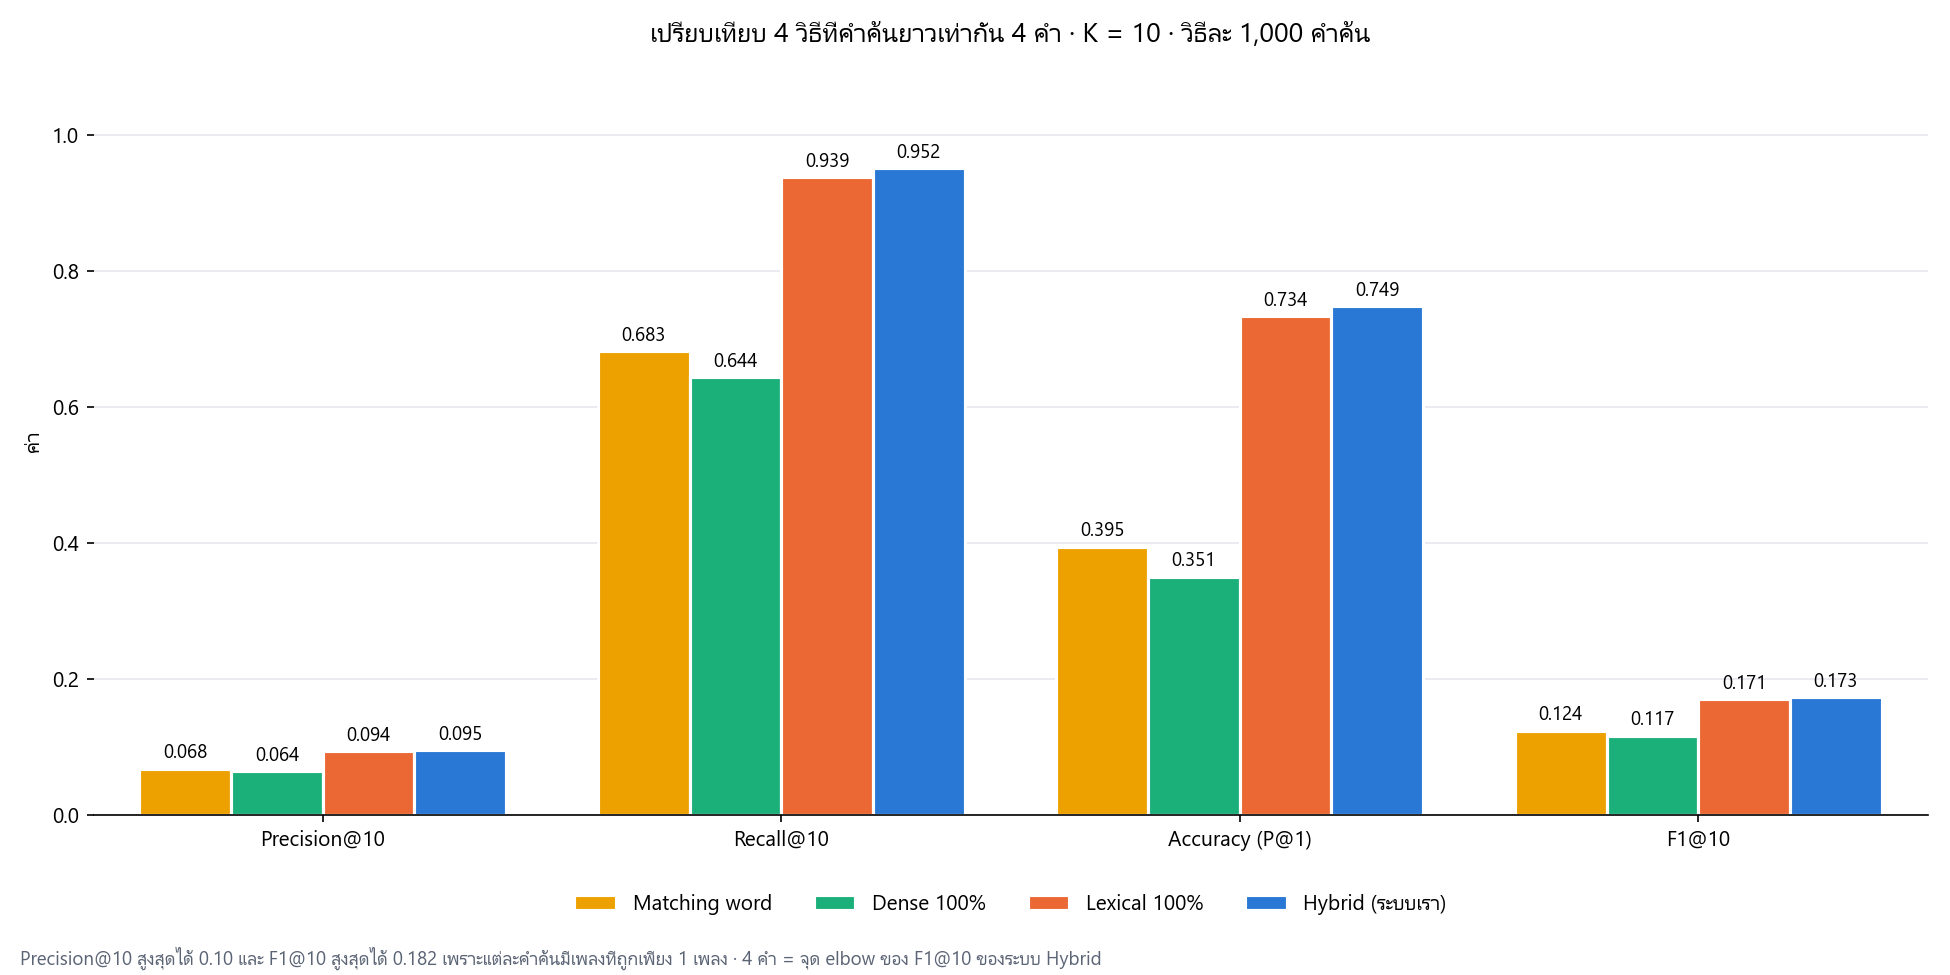 เปรียบเทียบ 4 วิธีที่คำค้นยาวเท่ากัน 4 คำ · K = 10 · วิธีละ 1,000 คำค้น
ค่า
1.0
0.8
0.6
0.4
0.2
0.0
0.068
0.064
0.094
0.095
0.683
0.644
0.939
0.952
0.395
0.351
0.734
0.749
0.124
0.117
0.171
0.173
Precision@10
Recall@10
Accuracy (P@1)
F1@10
Matching word
Dense 100%
Lexical 100%
Hybrid (ระบบเรา)
Precision@10 สูงสุดได้ 0.10 และ F1@10 สูงสุดได้ 0.182 เพราะแต่ละคำค้นมีเพลงที่ถูกเพียง 1 เพลง · 4 คำ = จุด elbow ของ F1@10 ของระบบ Hybrid